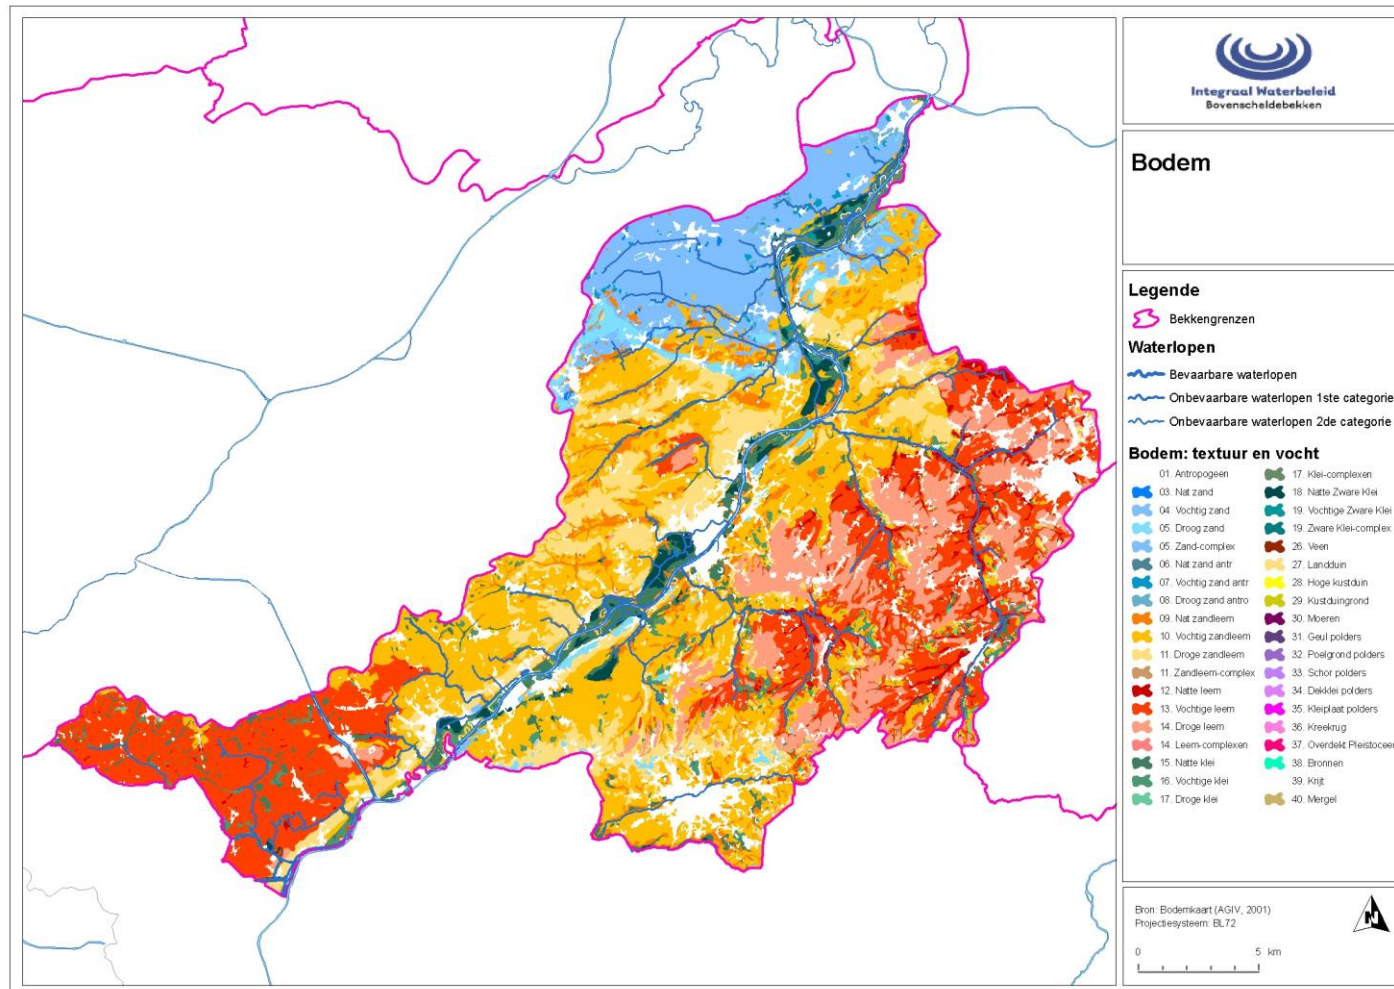 Integraal Waterbeleid
Bovenscheldebekken
Bodem
Legende
Bekkengrenzen
Waterlopen
Bevaarbare waterlopen
Onbevaarbare waterlopen 1ste categorie
Onbevaarbare waterlopen 2de categorie
Bodem: textuur en vocht
01. Antropogeen
03. Nat zand
04. Vochtig zand
05. Droog zand
05. Zand-complex
06. Nat zand antr
07. Vochtig zand antr
08. Droog zand antro
09. Nat zandleem
10. Vochtig zandleem
11. Droge zandleem
11. Zandleem-complex
12. Natte leem
13. Vochtige leem
14. Droge leem
14. Leem-complexen
15. Natte klei
16. Vochtige klei
17. Droge klei
17. Klei-complexen
18. Natte Zware Klei
19. Vochtige Zware Klei
19. Zware Klei-complex
26. Veen
27. Landduin
28. Hoge kustduin
29. Kustduingrond
30. Moeren
31. Geul polders
32. Poelgrond polders
33. Schor polders
34. Dekklei polders
35. Kleiplaat polders
36. Kreekrug
37. Overdekt Pleistoceen
38. Bronnen
39. Krijt
40. Mergel
Bron: Bodemkaart (AGIV, 2001)
Projectiesysteem: BL72
N
0 5 km